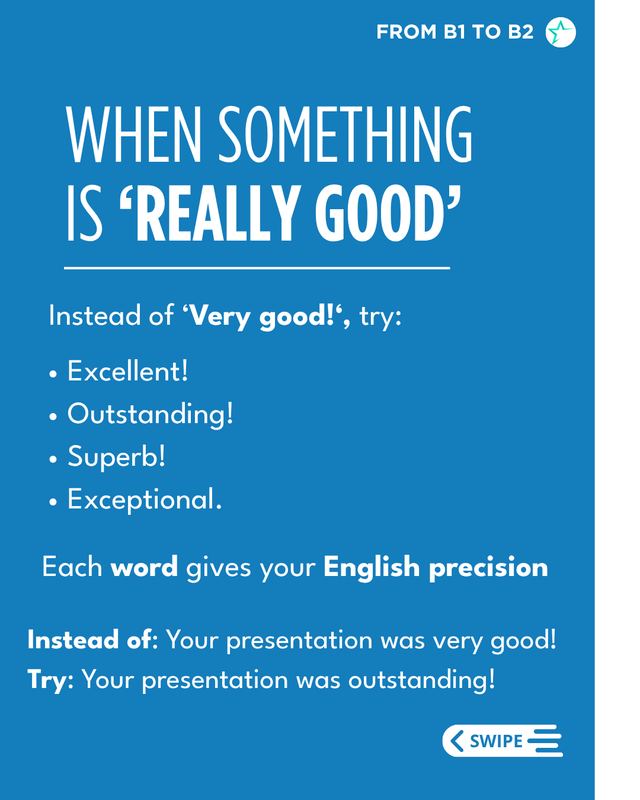 FROM B1 TO B2
WHEN SOMETHING
IS ‘REALLY GOOD’
Instead of ‘Very good!‘, try:
• Excellent!
• Outstanding!
• Superb!
• Exceptional.
Each word gives your English precision
Instead of: Your presentation was very good!
Try: Your presentation was outstanding!
SWIPE